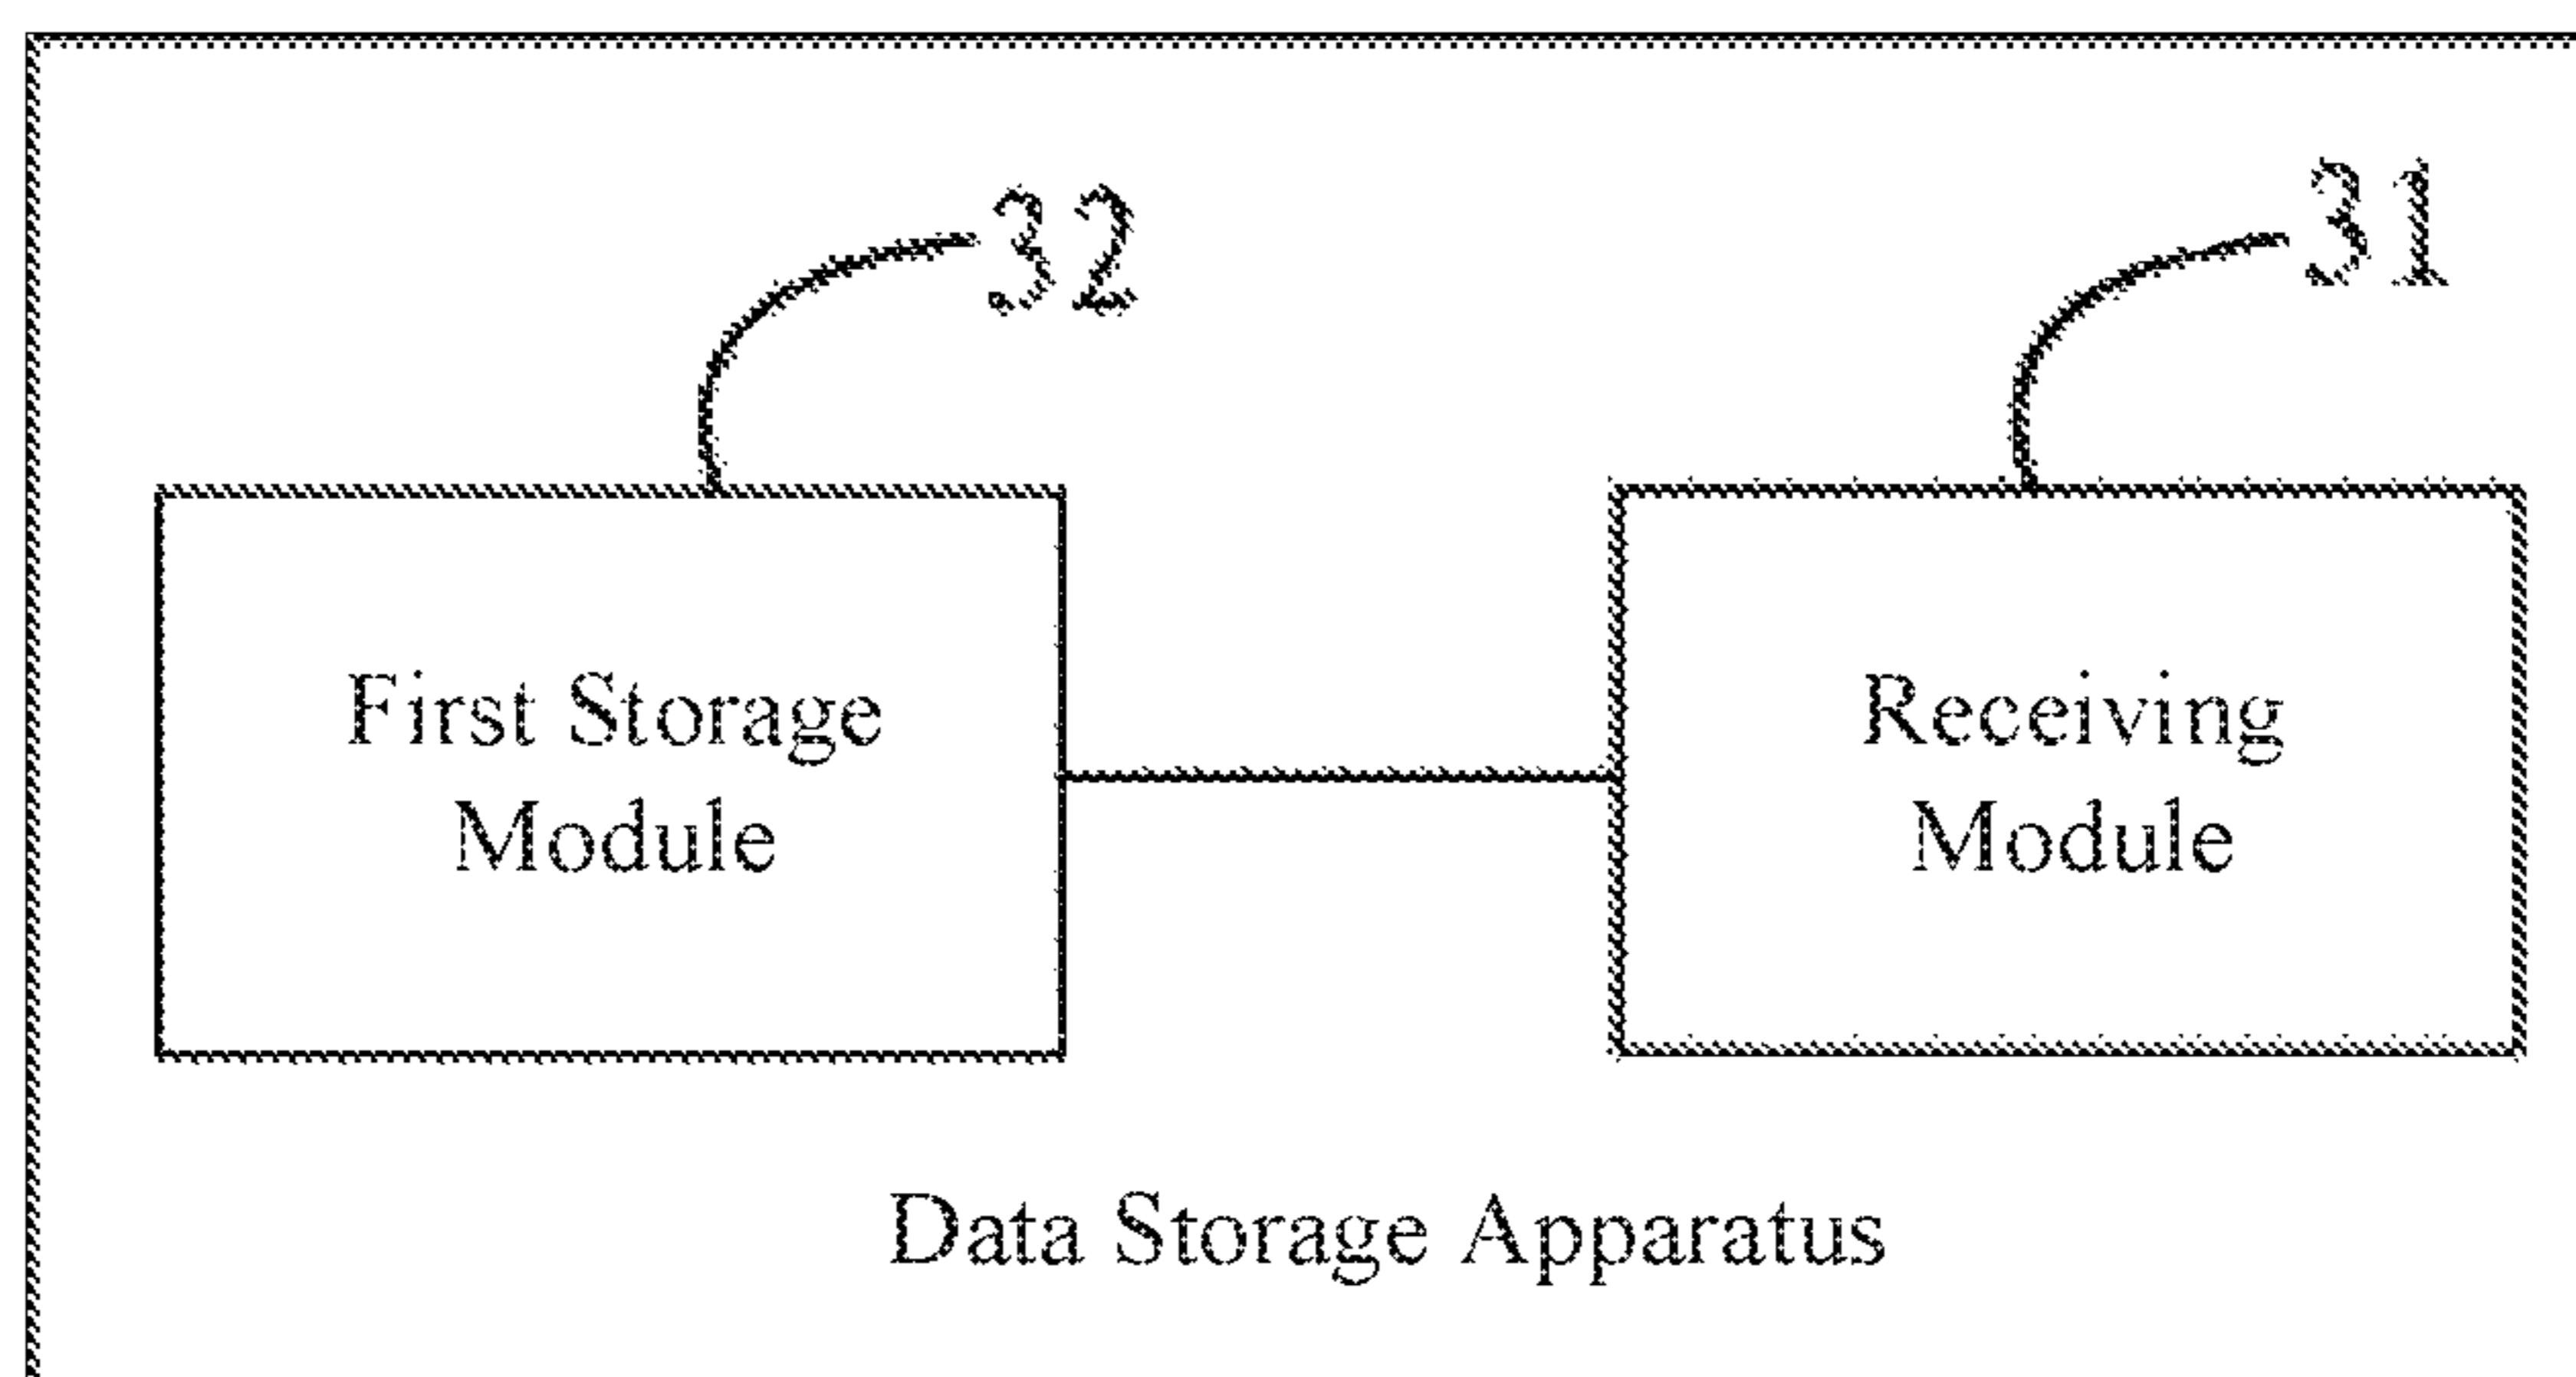 32
31
First Storage
Module
Receiving
Module
Data Storage Apparatus